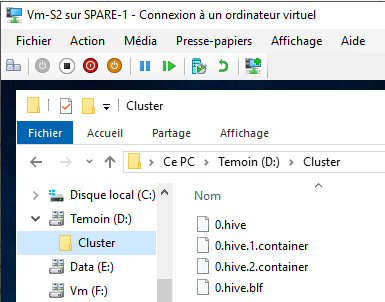 Vm-S2 sur SPARE-1 - Connexion à un ordinateur virtuel
Fichier Action Média Presse-papiers Affichage Aide
Cluster
Fichier Accueil Partage Affichage
Ce PC > Temoin (D:) > Cluster
Disque local (C:)
Temoin (D:)
Cluster
Data (E:)
Vm (F:)
Nom
0.hive
0.hive.1.container
0.hive.2.container
0.hive.blf